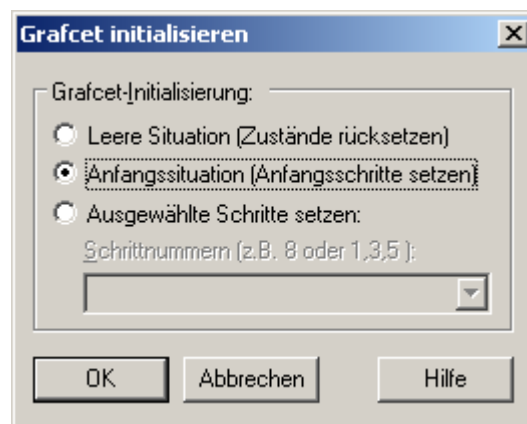 Grafcet initialisieren
Grafcet-Initialisierung:
Leere Situation (Zustände rücksetzen)
Anfangssituation (Anfangsschritte setzen)
Ausgewählte Schritte setzen:
Schrittnummern (z.B. 8 oder 1,3,5 ):
OK Abbrechen Hilfe